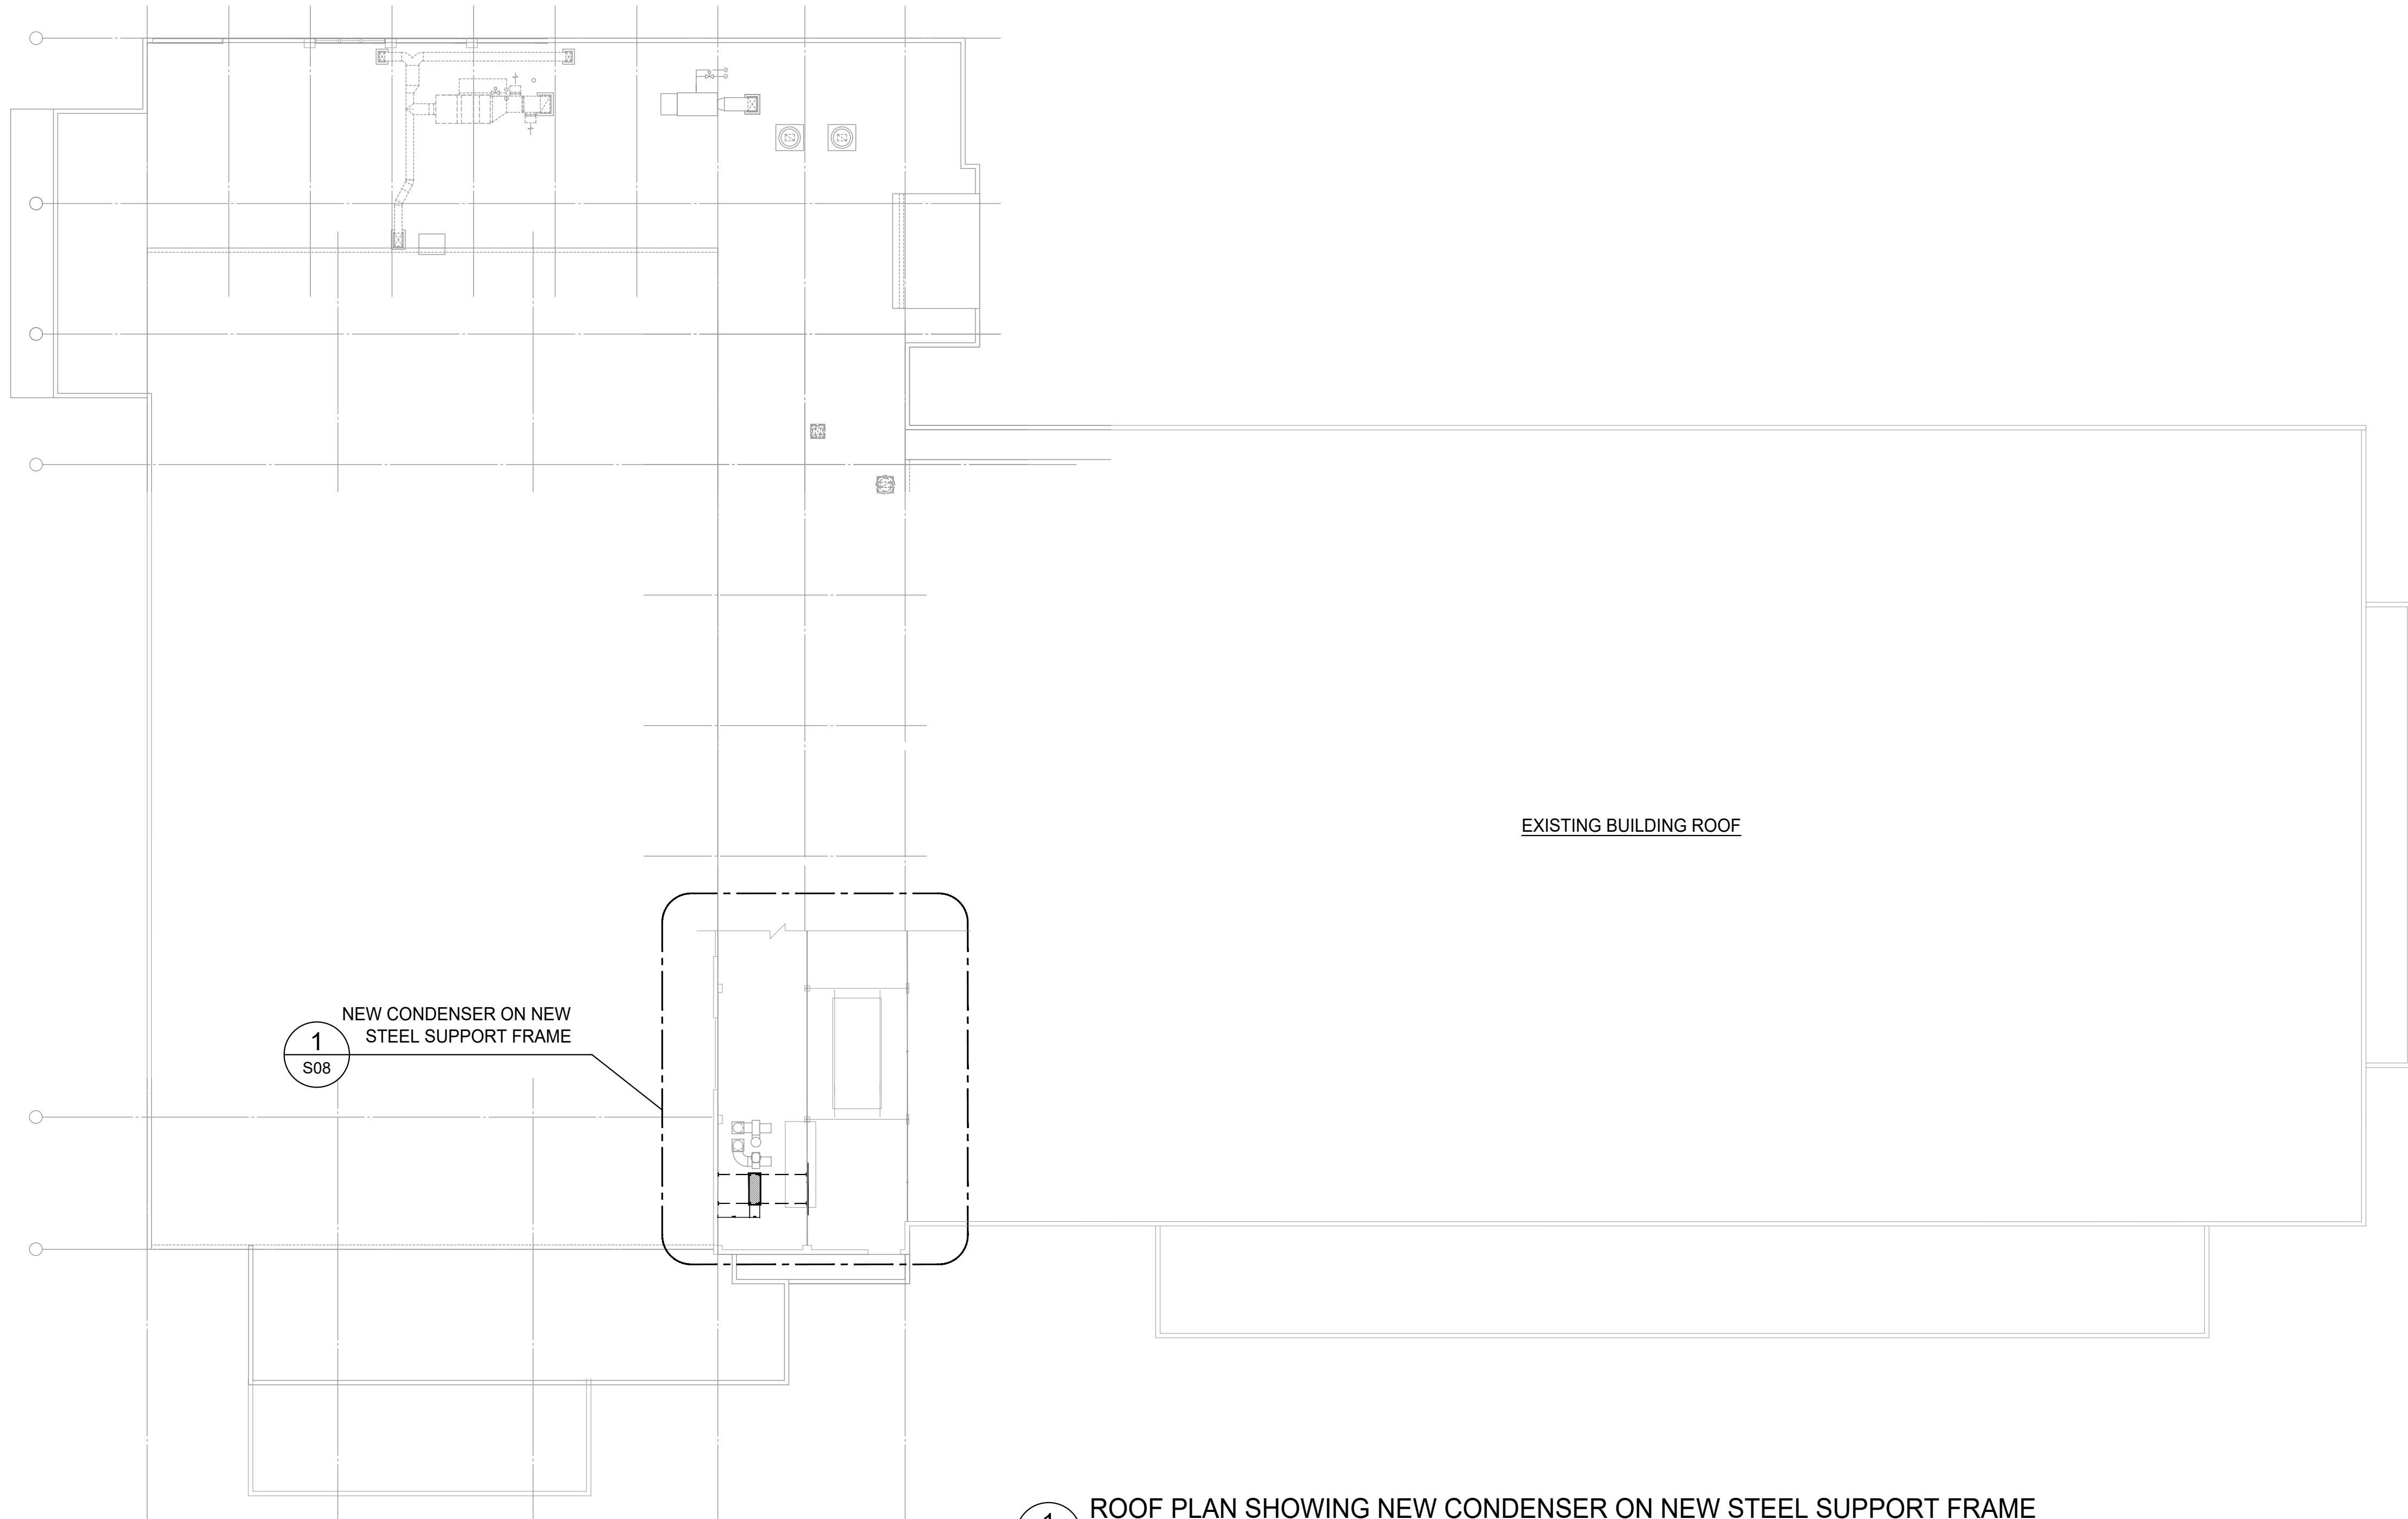 EXISTING BUILDING ROOF
NEW CONDENSER ON NEW
STEEL SUPPORT FRAME
1
S08
ROOF PLAN SHOWING NEW CONDENSER ON NEW STEEL SUPPORT FRAME
1